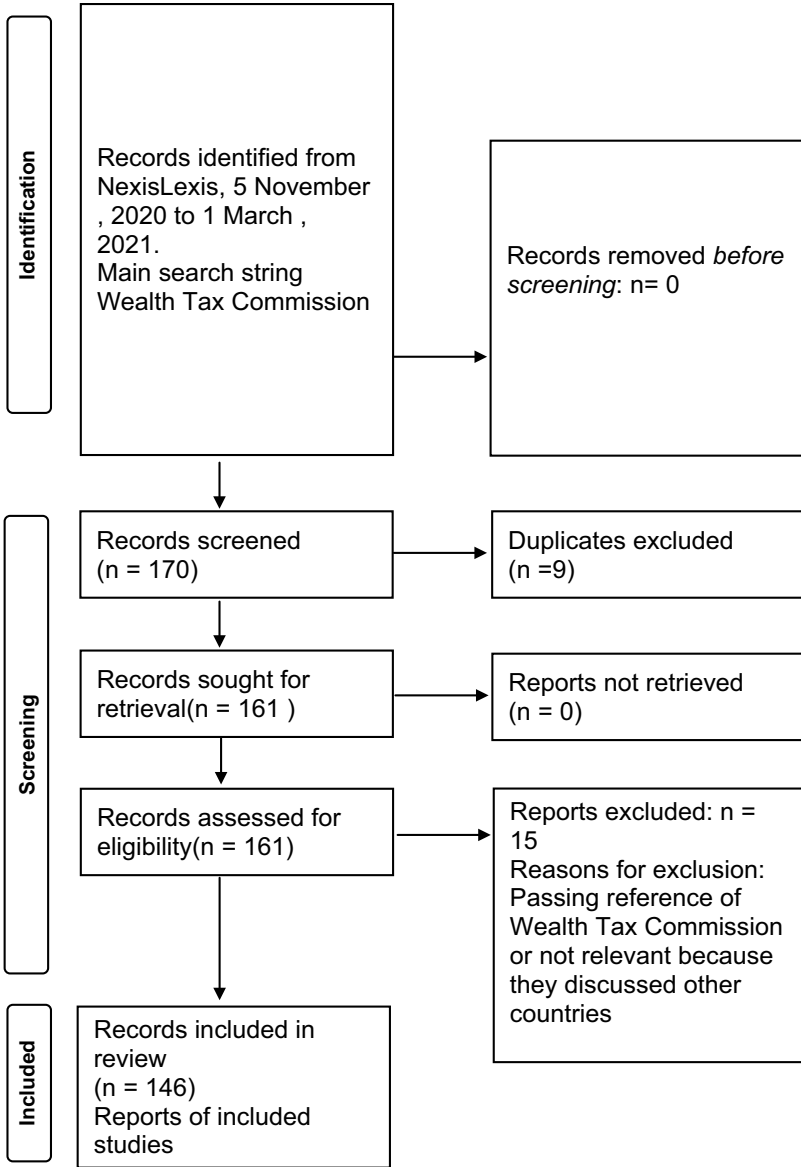 Identification
Records identified from
NexisLexis, 5 November
, 2020 to 1 March ,
2021.
Main search string
Wealth Tax Commission
Records removed before
screening: n= 0
Screening
Records screened
(n = 170)
Duplicates excluded
(n =9)
Records sought for
retrieval(n = 161 )
Reports not retrieved
(n = 0)
Records assessed for
eligibility(n = 161)
Reports excluded: n =
15
Reasons for exclusion:
Passing reference of
Wealth Tax Commission
or not relevant because
they discussed other
countries
Included
Records included in
review
(n = 146)
Reports of included
studies